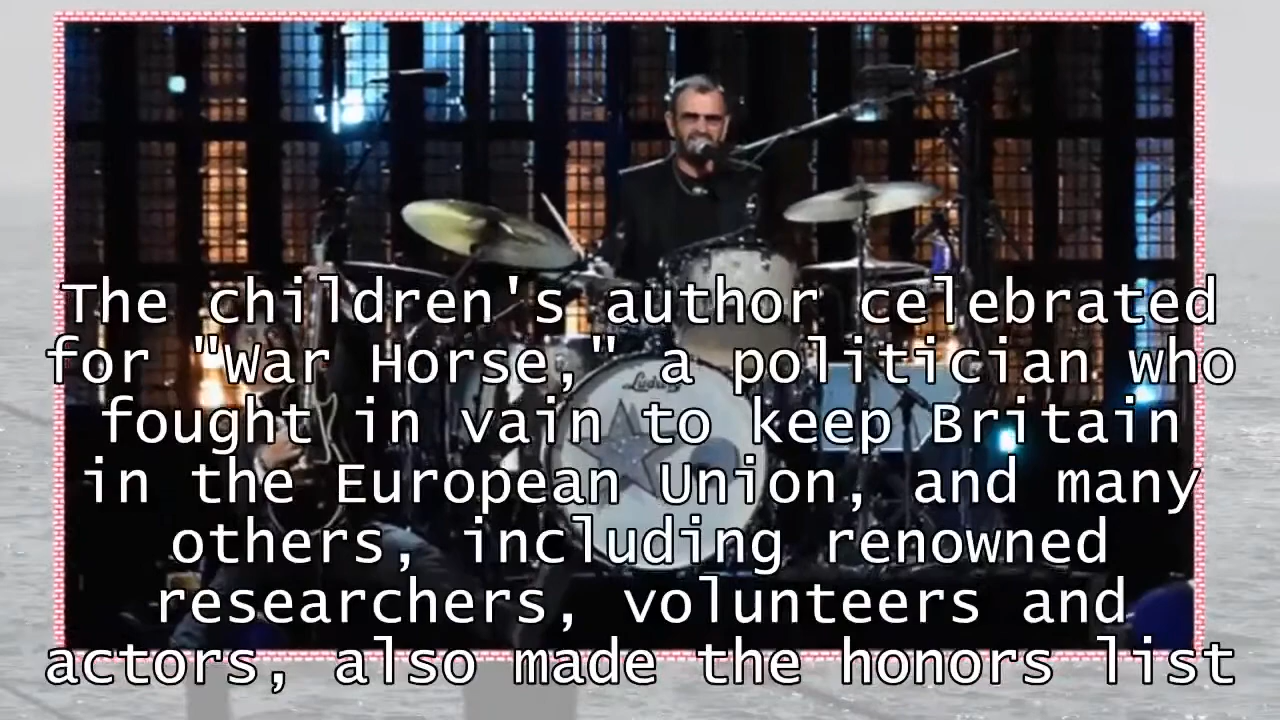 The children's author celebrated
for "War Horse," a politician who
fought in vain to keep Britain
in the European Union, and many
others, including renowned
researchers, volunteers and
actors, also made the honors list
Ludwig